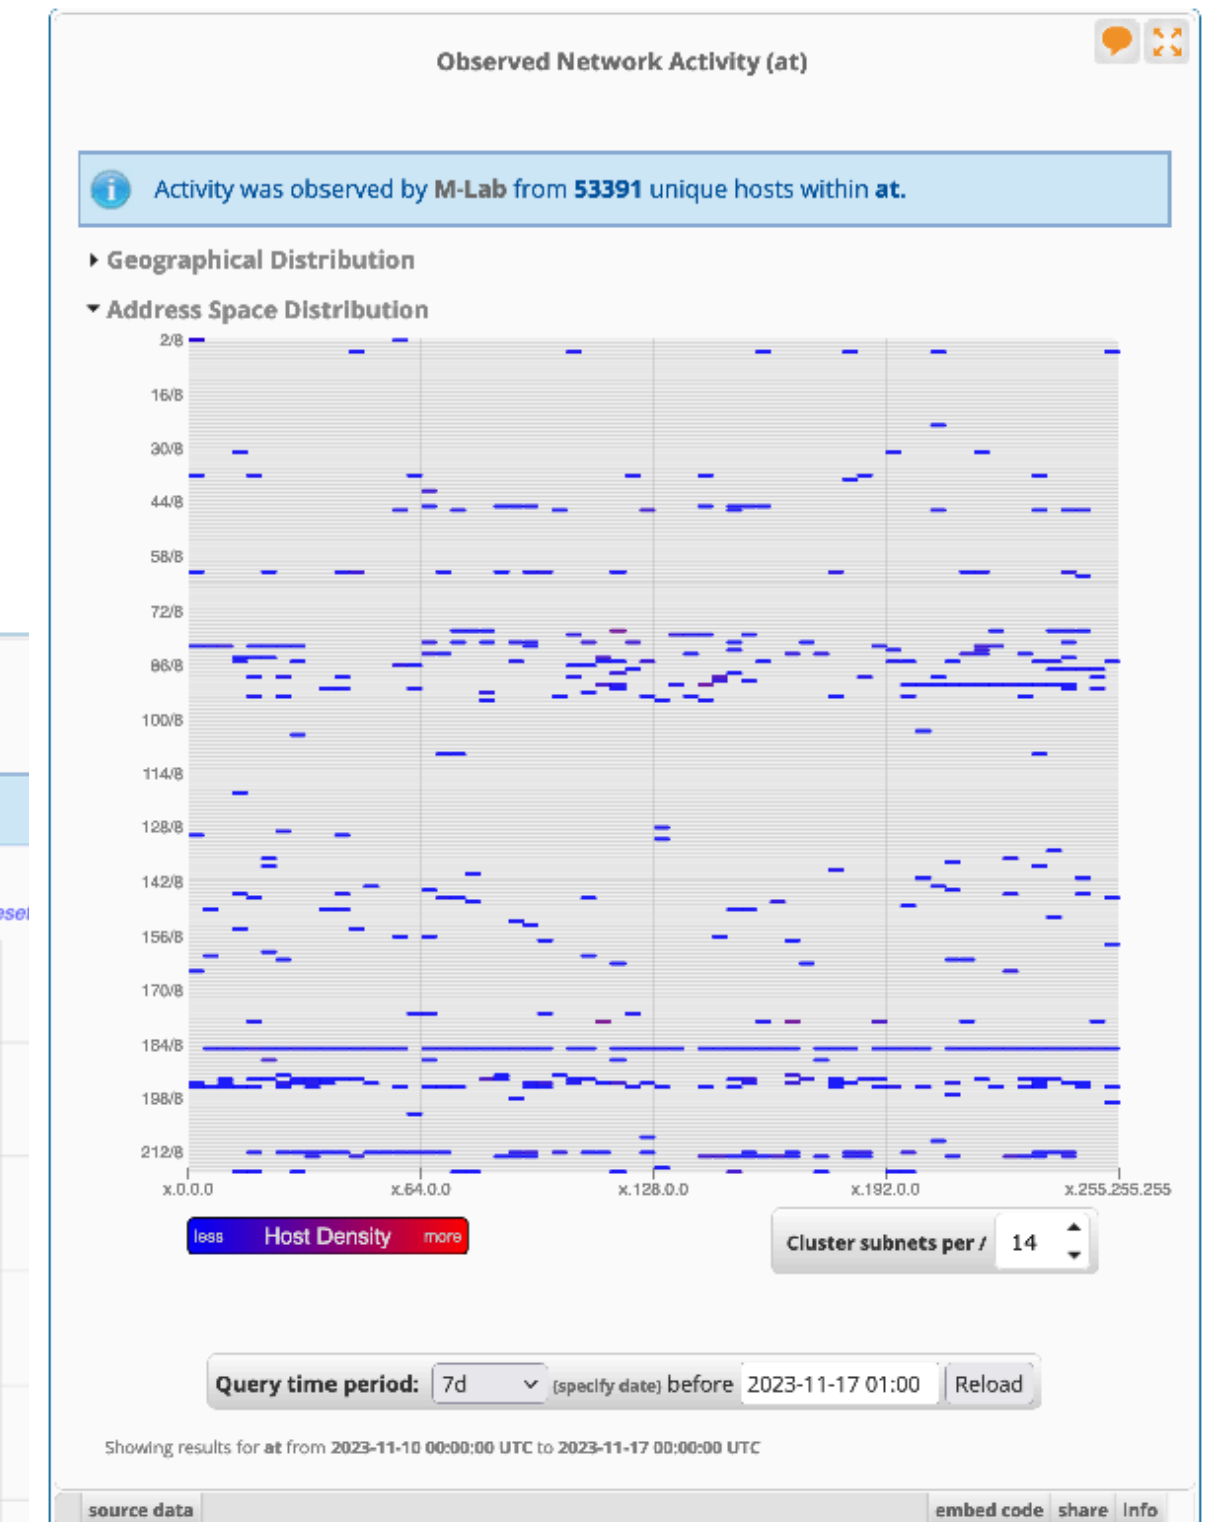 Observed Network Activity (at)
Activity was observed by M-Lab from 53391 unique hosts within at.
Geographical Distribution
Address Space Distribution
2/8
16/8
30/8
44/8
58/8
72/8
86/8
100/8
114/8
128/8
142/8
156/8
170/8
184/8
198/8
212/8
x.0.0.0 x.64.0.0 x.128.0.0 x.192.0.0 x.255.255.255
less Host Density more
Cluster subnets per / 14
Query time period: 7d (specify date) before 2023-11-17 01:00 Reload
Showing results for at from 2023-11-10 00:00:00 UTC to 2023-11-17 00:00:00 UTC
source data embed code share info